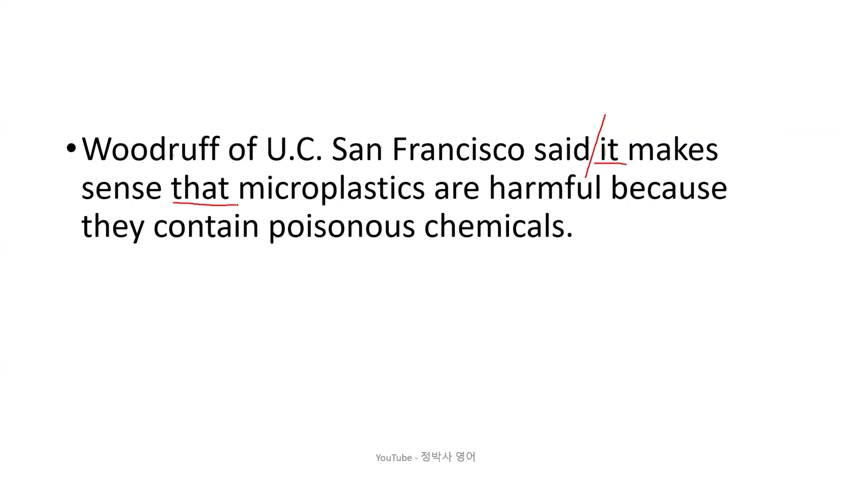 •Woodruff of U.C. San Francisco said it makes
sense that microplastics are harmful because
they contain poisonous chemicals.
YouTube - 정박사 영어